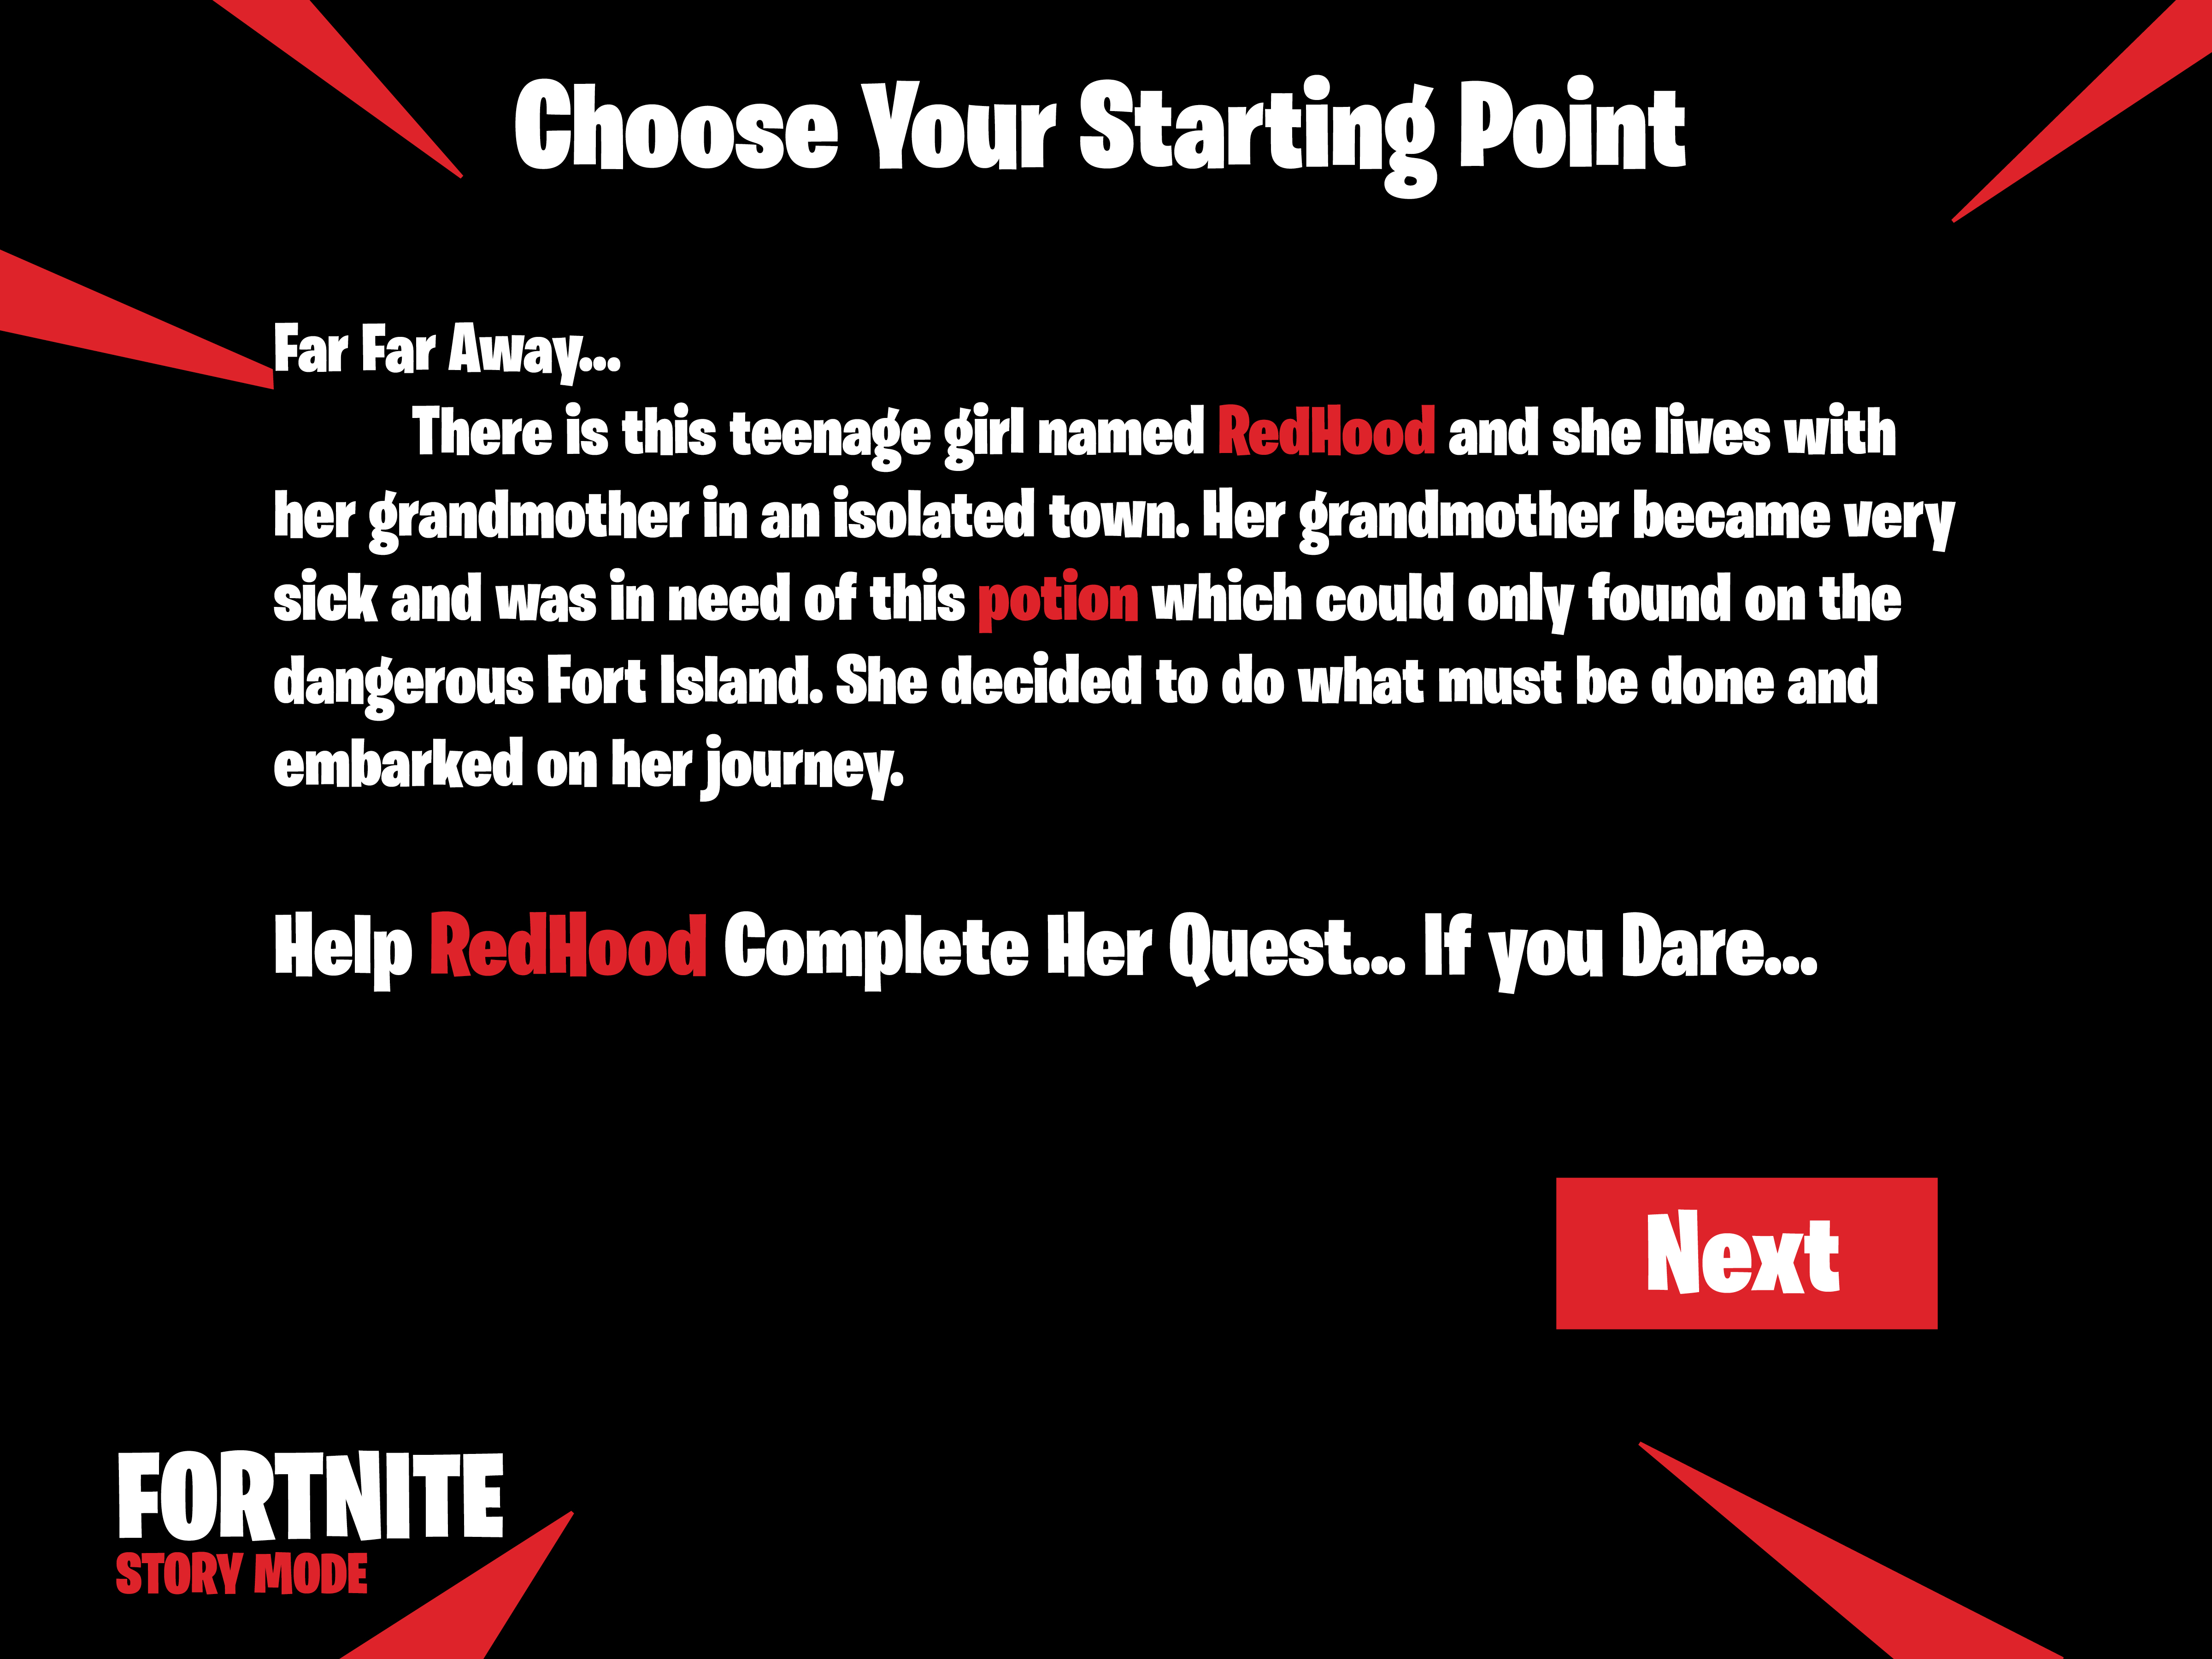 Choose Your Starting Point
Far Far Away...
There is this teenage girl named RedHood and she lives with
her grandmother in an isolated town. Her grandmother became very
sick and was in need of this potion which could only found on the
dangerous Fort Island. She decided to do what must be done and
embarked on her journey.
Help RedHood Complete Her Quest... If you Dare...
Next
FORTNITE
STORY MODE